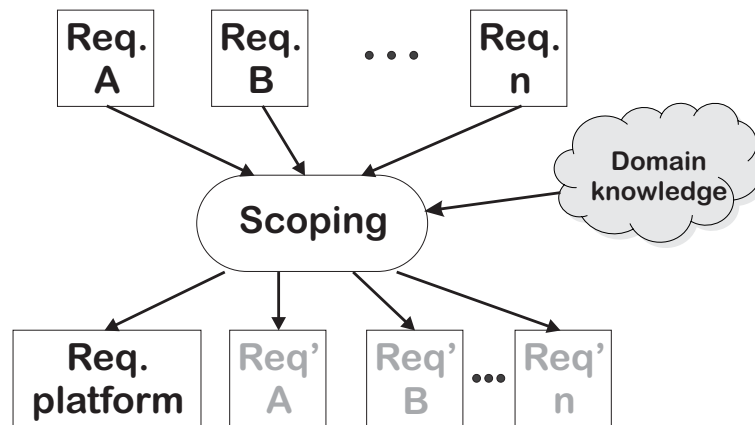 Req.
A
Req.
B
Req.
n
Domain
knowledge
Scoping
Req.
platform
Req'
A
Req'
B
Req'
n